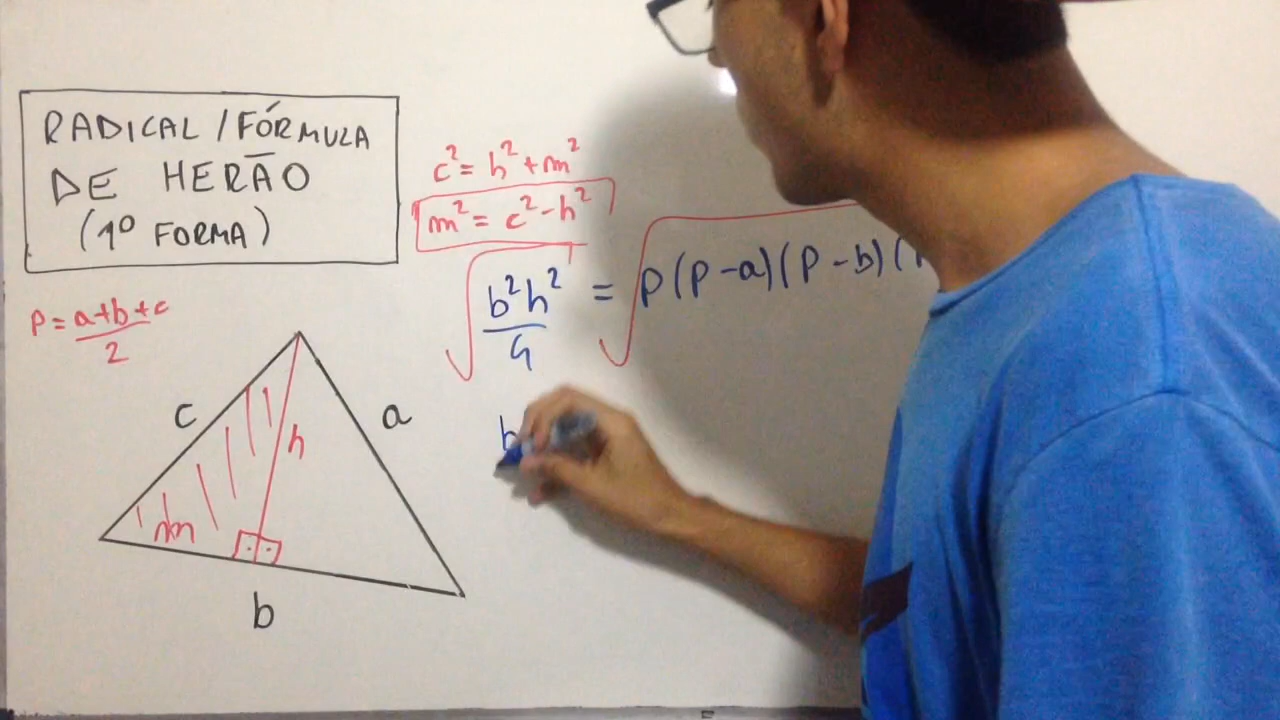 RADICAL / FÓRMULA
DE HERÃO
(1º FORMA)
c² = h² + m²
m² = c² - h²
√(b²h²/4) = √p(p-a)(p-b)(
P = a+b+c/2
c
a
h
m
b
b